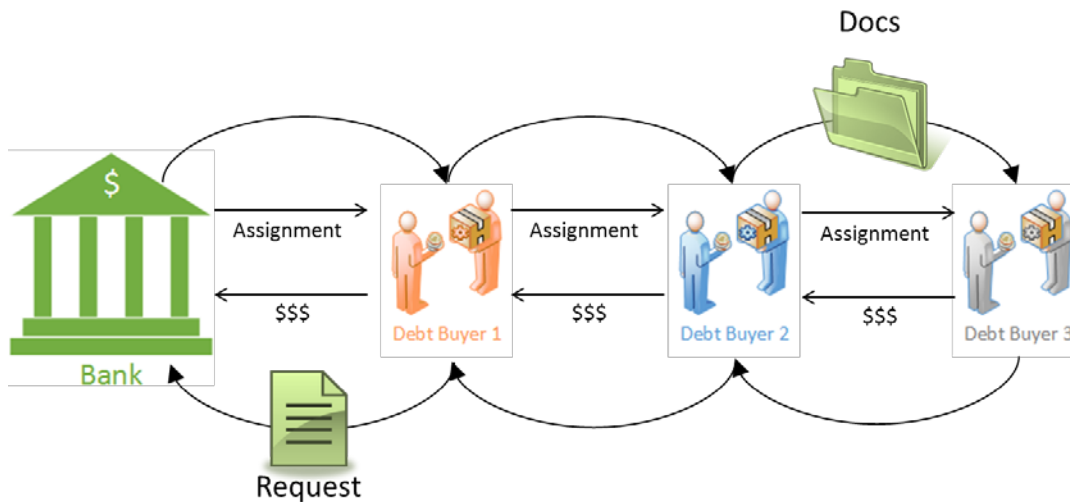 Docs
$
Assignment
Assignment
Assignment
$$$
$$$
$$$
Bank
Debt Buyer 1
Debt Buyer 2
Debt Buyer 3
Request